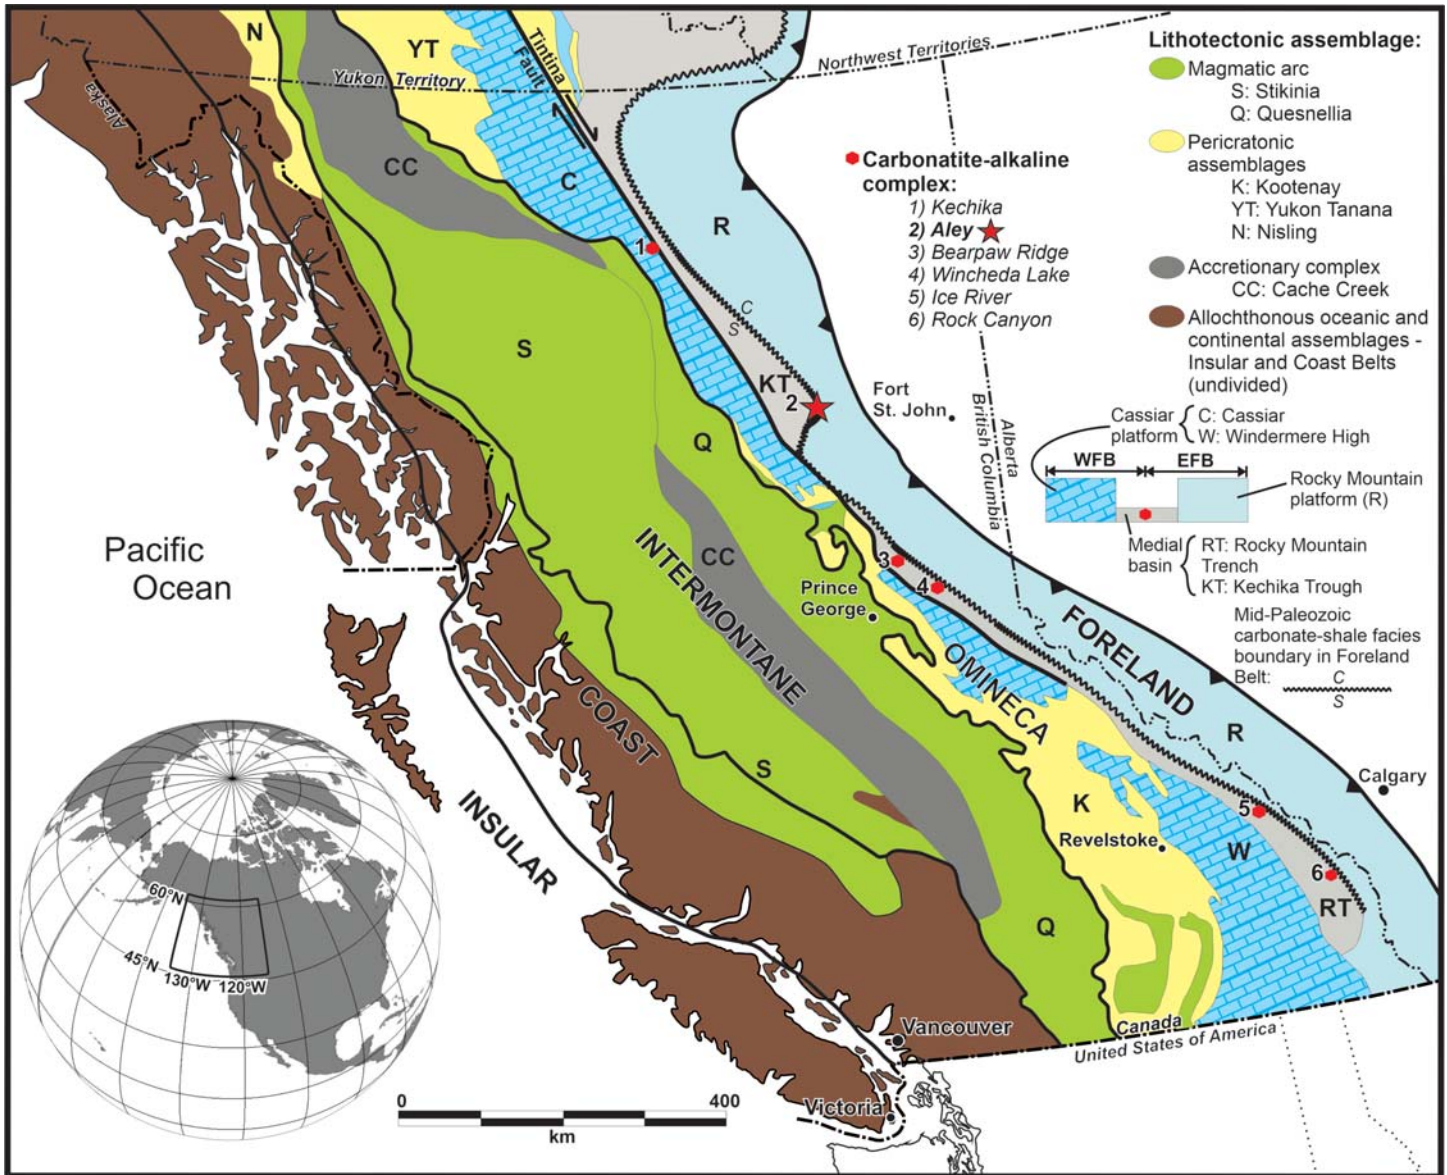 N
YT
Tintina
Fault
Yukon Territory
Northwest Territories
Alaska
CC
C
R
1
C
S
S
KT
2
Q
Fort
St. John
Alberta
British Columbia
Lithotectonic assemblage:
Magmatic arc
S: Stikinia
Q: Quesnellia
Pericratonic
assemblages
K: Kootenay
YT: Yukon Tanana
N: Nisling
Accretionary complex
CC: Cache Creek
Allochthonous oceanic and
continental assemblages -
Insular and Coast Belts
(undivided)
Carbonatite-alkaline
complex:
1) Kechika
2) Aley
3) Bearpaw Ridge
4) Wincheda Lake
5) Ice River
6) Rock Canyon
Cassiar
platform
C: Cassiar
W: Windermere High
WFB
EFB
Rocky Mountain
platform (R)
Medial
basin
RT: Rocky Mountain
Trench
KT: Kechika Trough
Mid-Paleozoic
carbonate-shale facies
boundary in Foreland
Belt:
C
S
Pacific
Ocean
INTERMONTANE
CC
3
4
Prince
George
FORELAND
OMINECA
COAST
INSULAR
S
R
Calgary
K
Revelstoke
5
W
6
RT
Q
60°N
45°N
130°W
120°W
Canada
United States of America
Vancouver
Victoria
0
400
km